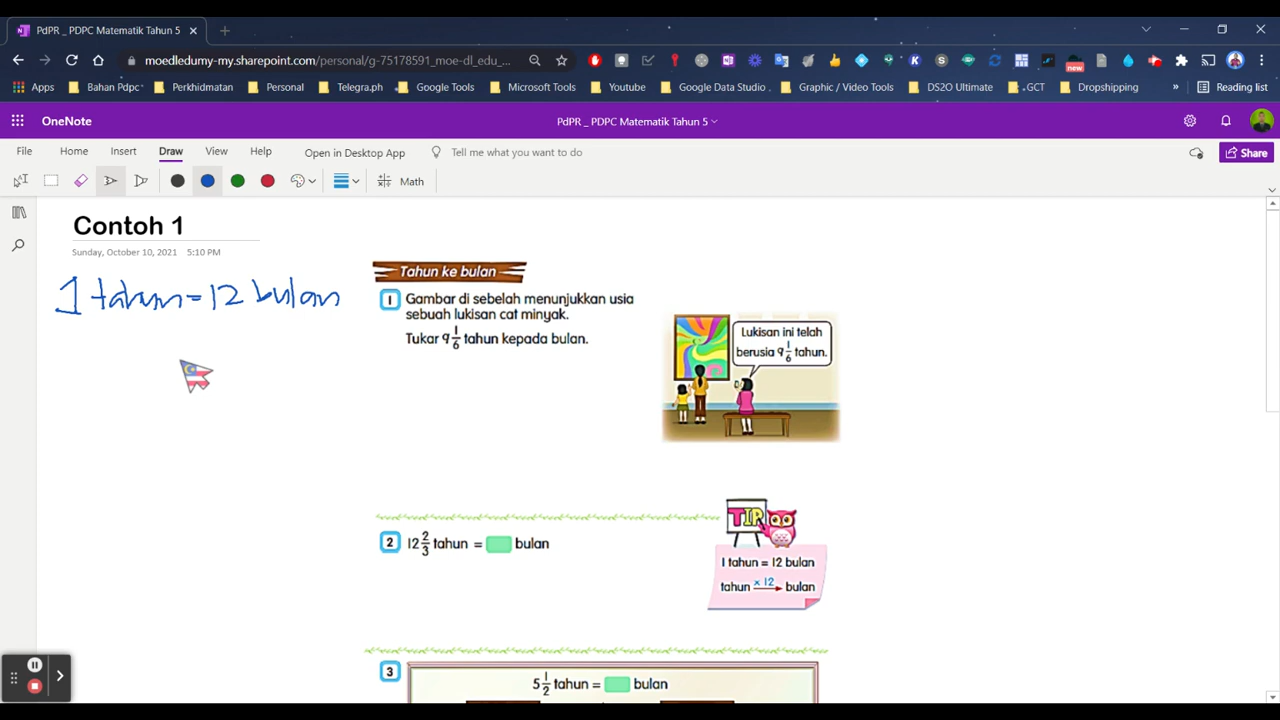 PdPR _ PDPC Matematik Tahun 5
moedledumy-my.sharepoint.com/personal/g-75178591_moe-dl_edu_...
new
Apps Bahan Pdpc Perkhidmatan Personal Telegra.ph Google Tools Microsoft Tools Youtube Google Data Studio Graphic / Video Tools DS2O Ultimate GCT Dropshipping » Reading list
OneNote PdPR _ PDPC Matematik Tahun 5
File Home Insert Draw View Help Open in Desktop App Tell me what you want to do Share
Math
Contoh 1
Sunday, October 10, 2021 5:10 PM
1 tahun = 12 bulan
Tahun ke bulan
1 Gambar di sebelah menunjukkan usia
sebuah lukisan cat minyak.
Tukar 9 1/6 tahun kepada bulan.
Lukisan ini telah
berusia 9 1/6 tahun.
2 12 2/3 tahun = bulan
TIP
1 tahun = 12 bulan
tahun × 12 → bulan
3 5 1/2 tahun = bulan